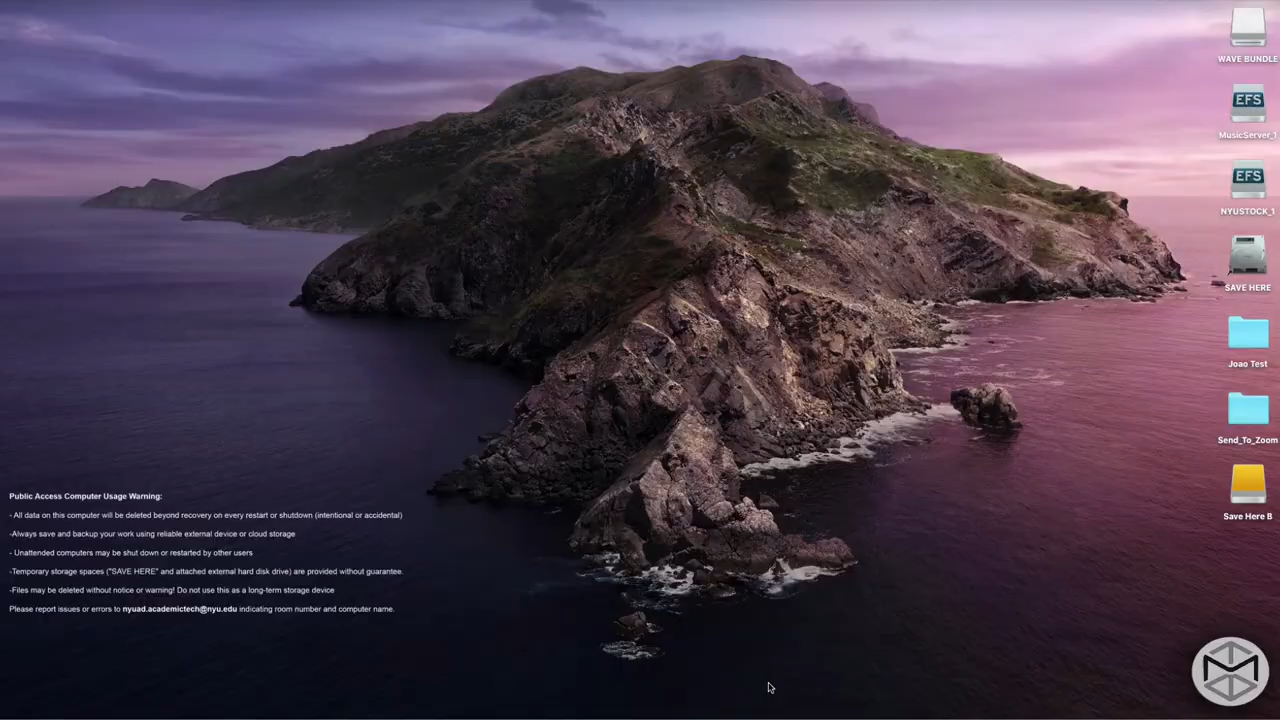 WAVE BUNDLE
EFS
MusicServer_1
EFS
NYUSTOCK_1
SAVE HERE
Joao Test
Send_To_Zoom
Save Here B
Public Access Computer Usage Warning:
- All data on this computer will be deleted beyond recovery on every restart or shutdown (intentional or accidental)
-Always save and backup your work using reliable external device or cloud storage
- Unattended computers may be shut down or restarted by other users
-Temporary storage spaces ("SAVE HERE" and attached external hard disk drive) are provided without guarantee.
-Files may be deleted without notice or warning! Do not use this as a long-term storage device
Please report issues or errors to nyuad.academictech@nyu.edu indicating room number and computer name.